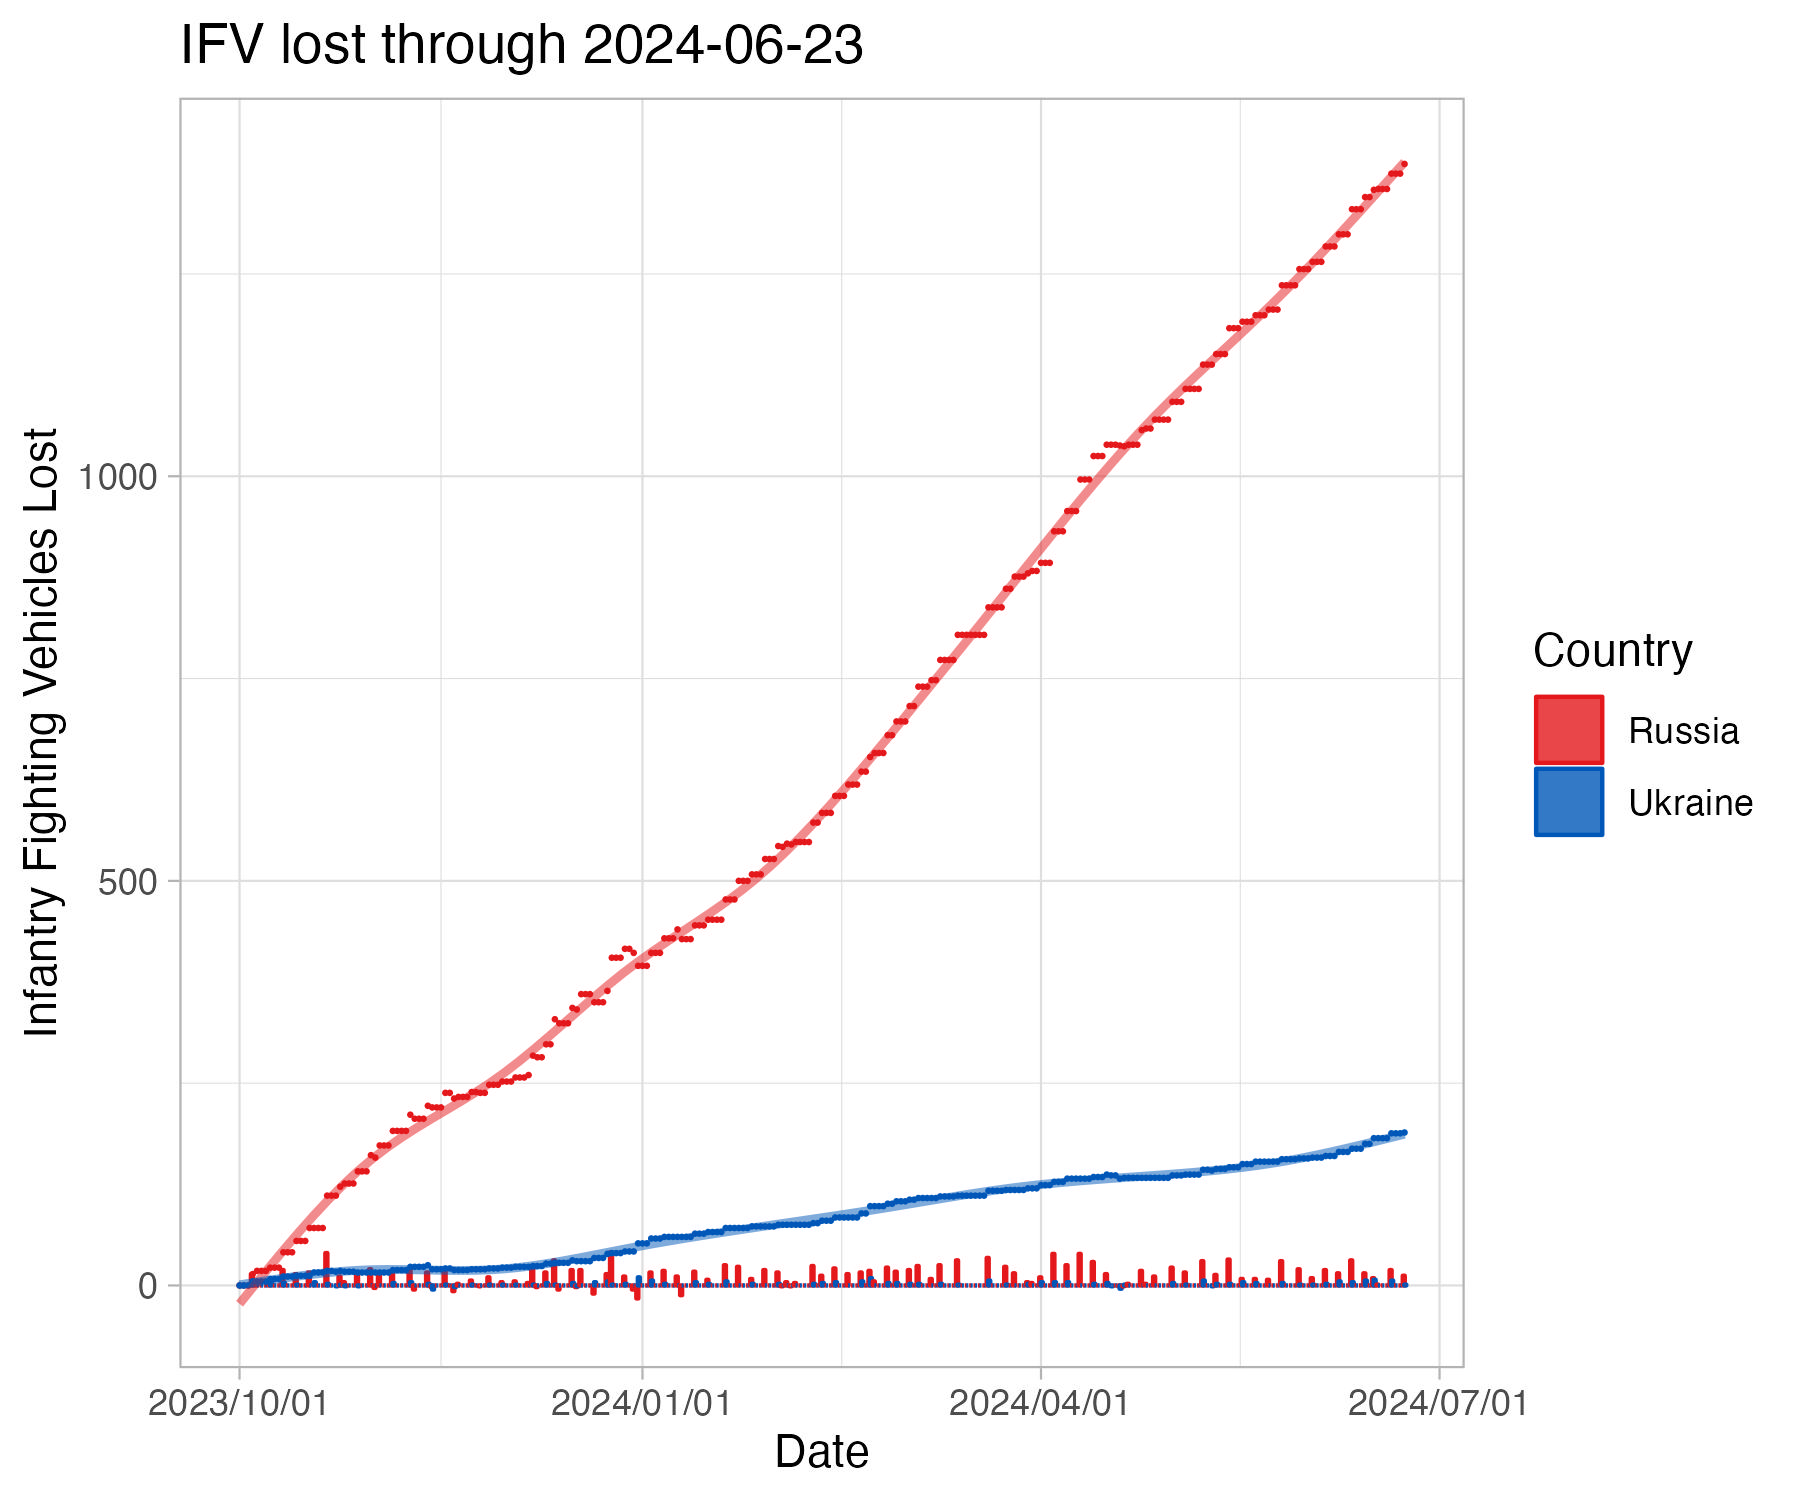 IFV lost through 2024-06-23
Infantry Fighting Vehicles Lost
1000
500
0
2023/10/01
2024/01/01
2024/04/01
2024/07/01
Date
Country
Russia
Ukraine